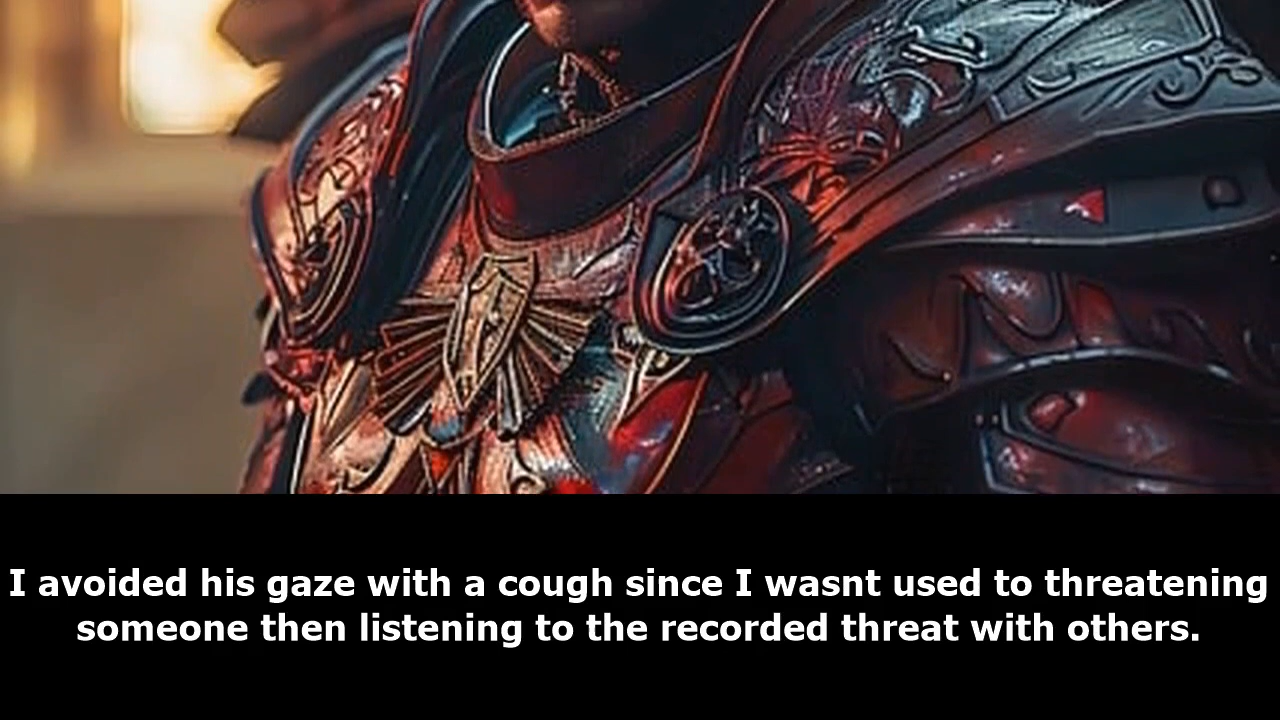 I avoided his gaze with a cough since I wasnt used to threatening
someone then listening to the recorded threat with others.